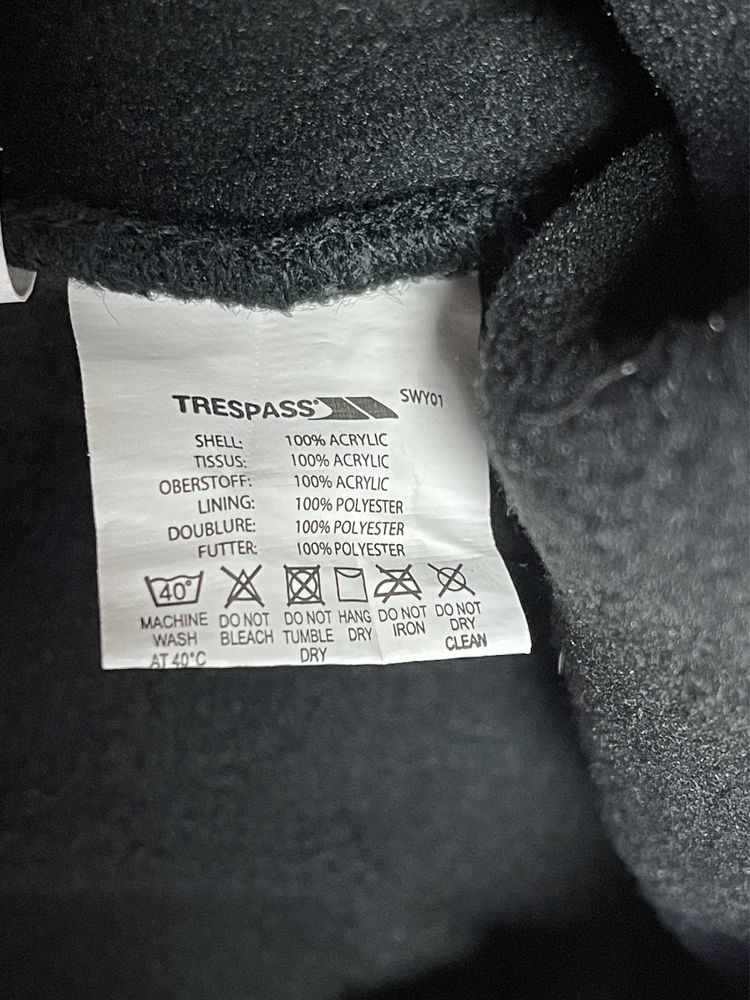 TRESPASS® SWY01
SHELL: 100% ACRYLIC
TISSUS: 100% ACRYLIC
OBERSTOFF: 100% ACRYLIC
LINING: 100% POLYESTER
DOUBLURE: 100% POLYESTER
FUTTER: 100% POLYESTER
40°
MACHINE WASH AT 40°C
DO NOT BLEACH
DO NOT TUMBLE DRY
HANG DRY
DO NOT IRON
DO NOT DRY CLEAN